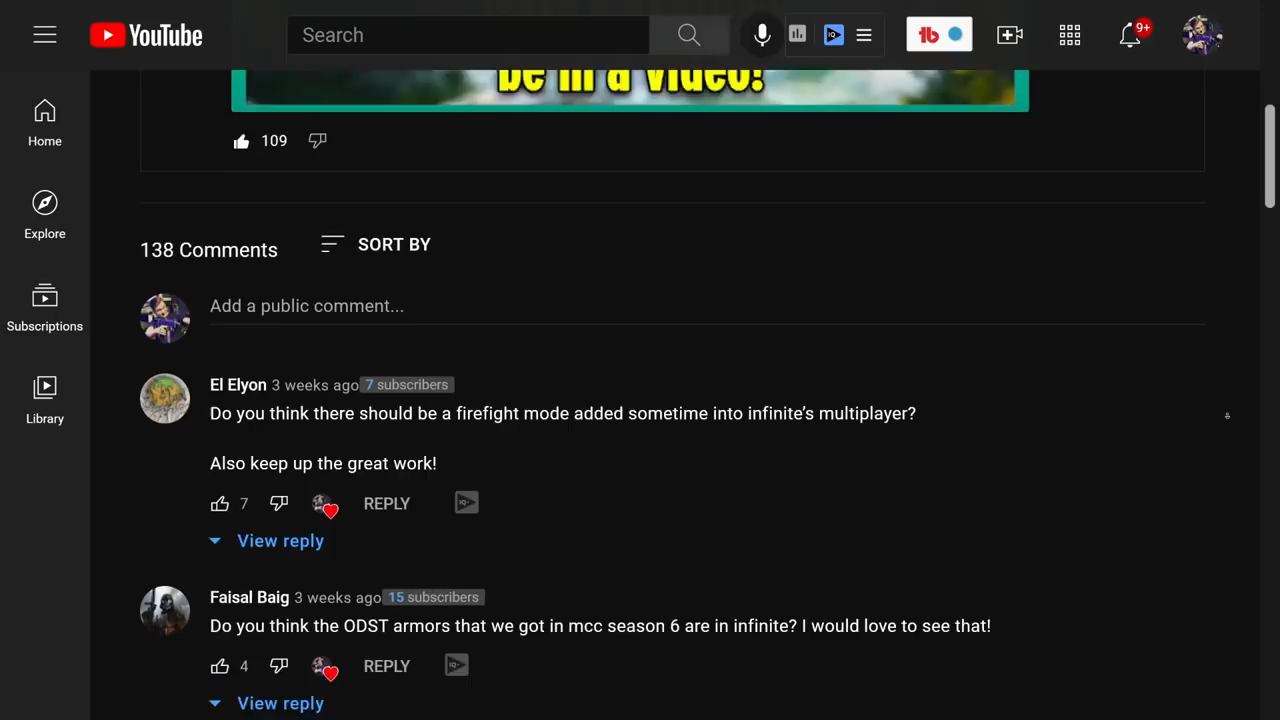 YouTube
Search
IQ
tb
9+
be in a video!
Home
109
Explore
138 Comments
SORT BY
Add a public comment...
Subscriptions
El Elyon 3 weeks ago 7 subscribers
Do you think there should be a firefight mode added sometime into infinite's multiplayer?
Library
Also keep up the great work!
7
REPLY
IQ
View reply
Faisal Baig 3 weeks ago 15 subscribers
Do you think the ODST armors that we got in mcc season 6 are in infinite? I would love to see that!
4
REPLY
IQ
View reply